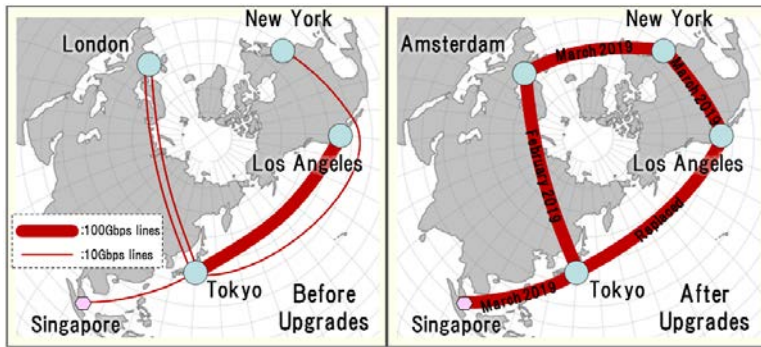 New York
London
Los Angeles
:100Gbps lines
:10Gbps lines
Tokyo
Singapore
Before
Upgrades
New York
Amsterdam
March 2019
March 2019
February 2019
Los Angeles
Replaced
March 2019
Tokyo
Singapore
After
Upgrades